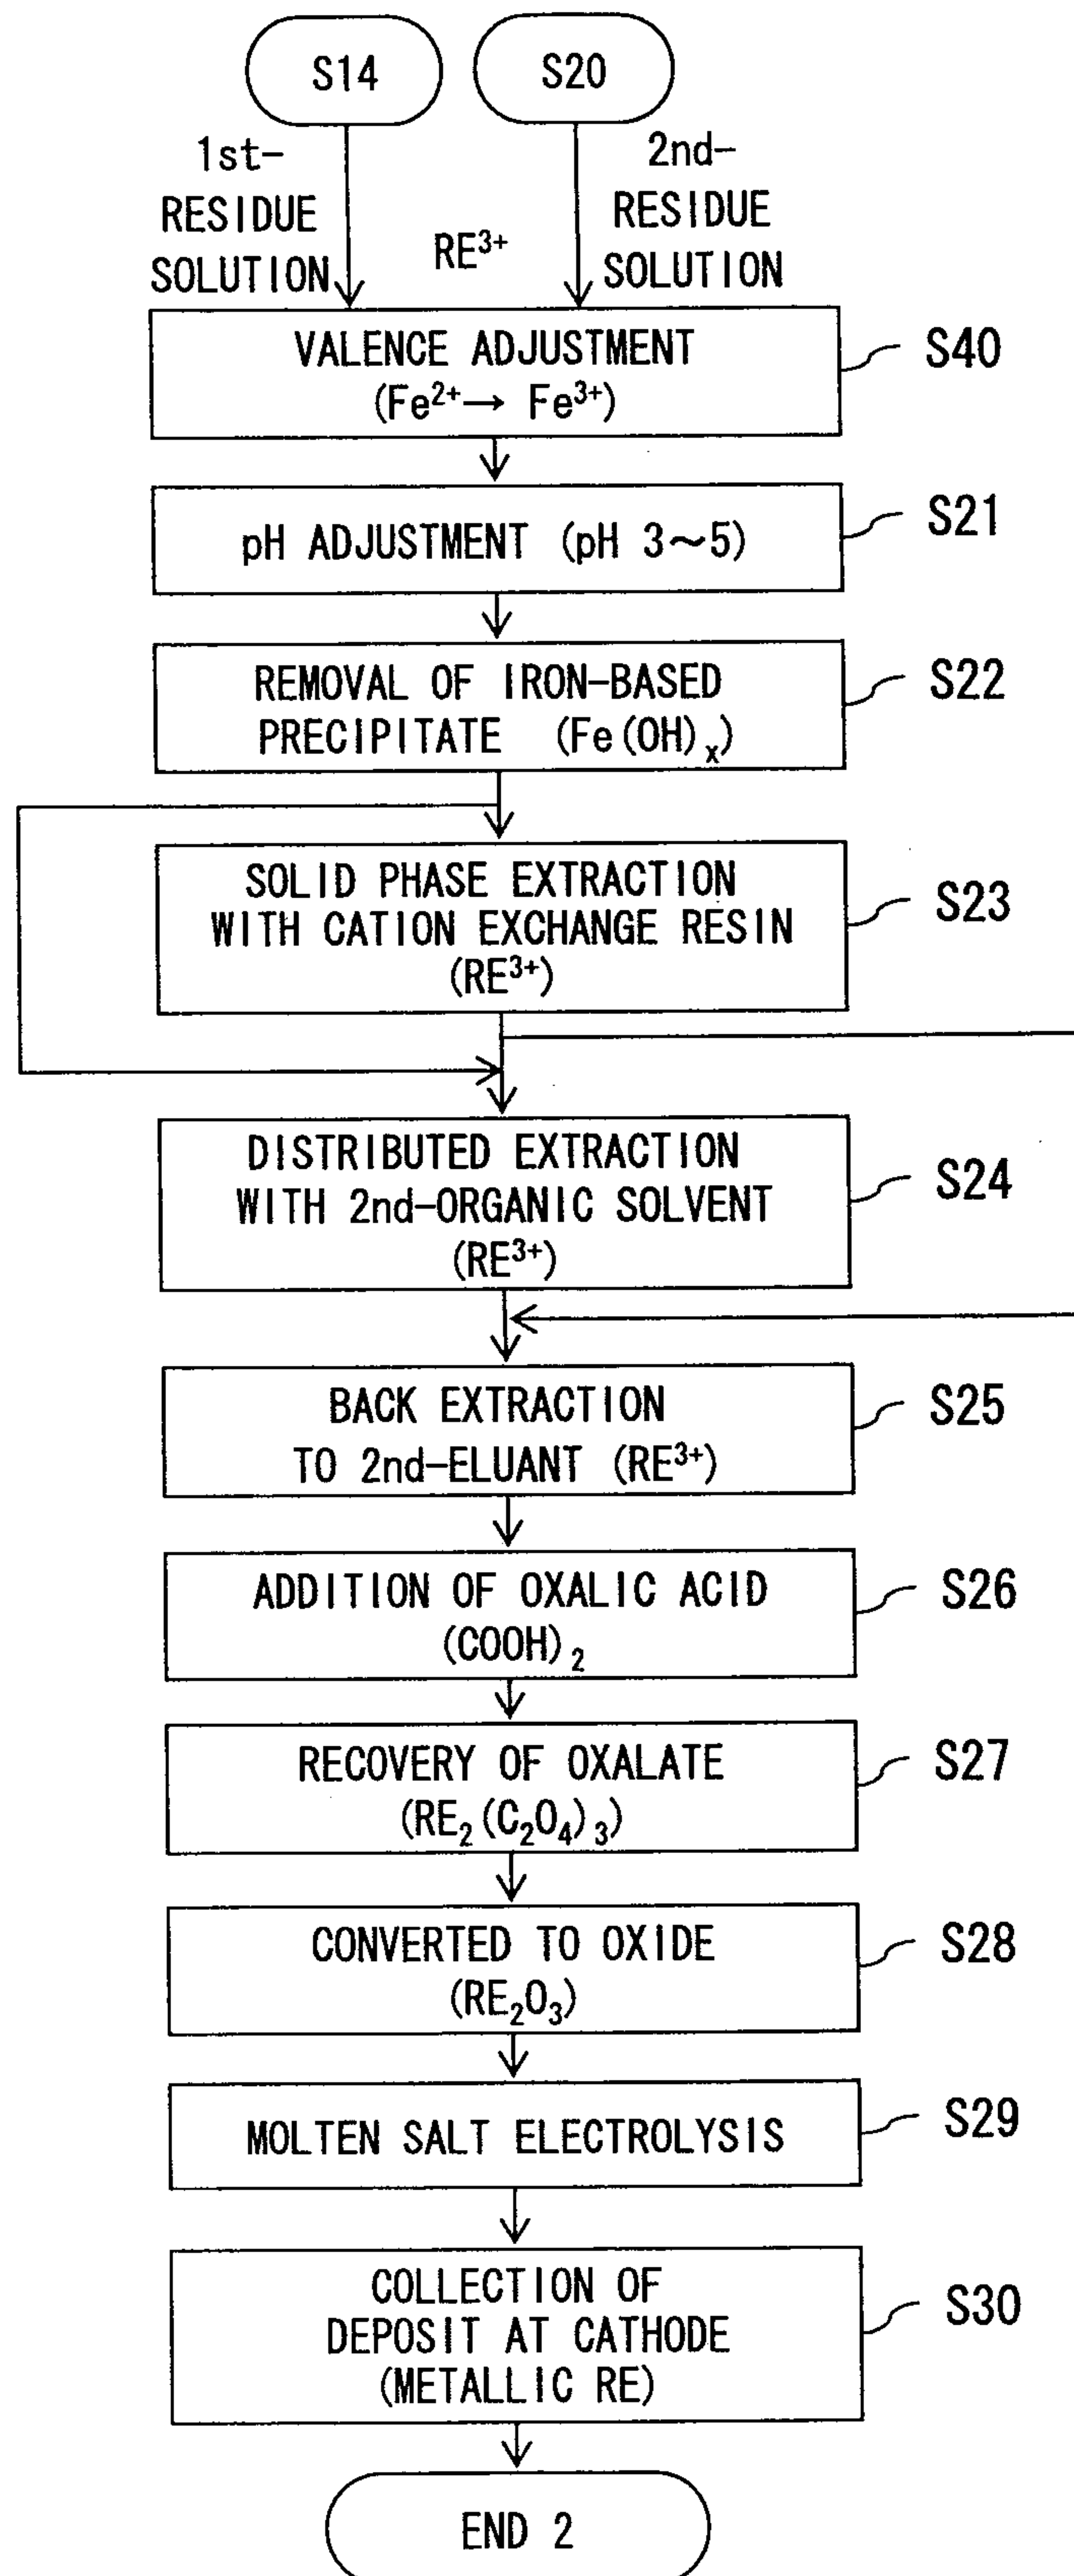 S14
S20
1st-
RESIDUE
SOLUTION
RE³⁺
2nd-
RESIDUE
SOLUTION
VALENCE ADJUSTMENT
(Fe²⁺→ Fe³⁺)
S40
pH ADJUSTMENT (pH 3〜5)
S21
REMOVAL OF IRON-BASED
PRECIPITATE (Fe(OH)ₓ)
S22
SOLID PHASE EXTRACTION
WITH CATION EXCHANGE RESIN
(RE³⁺)
S23
DISTRIBUTED EXTRACTION
WITH 2nd-ORGANIC SOLVENT
(RE³⁺)
S24
BACK EXTRACTION
TO 2nd-ELUANT (RE³⁺)
S25
ADDITION OF OXALIC ACID
(COOH)₂
S26
RECOVERY OF OXALATE
(RE₂(C₂O₄)₃)
S27
CONVERTED TO OXIDE
(RE₂O₃)
S28
MOLTEN SALT ELECTROLYSIS
S29
COLLECTION OF
DEPOSIT AT CATHODE
(METALLIC RE)
S30
END 2